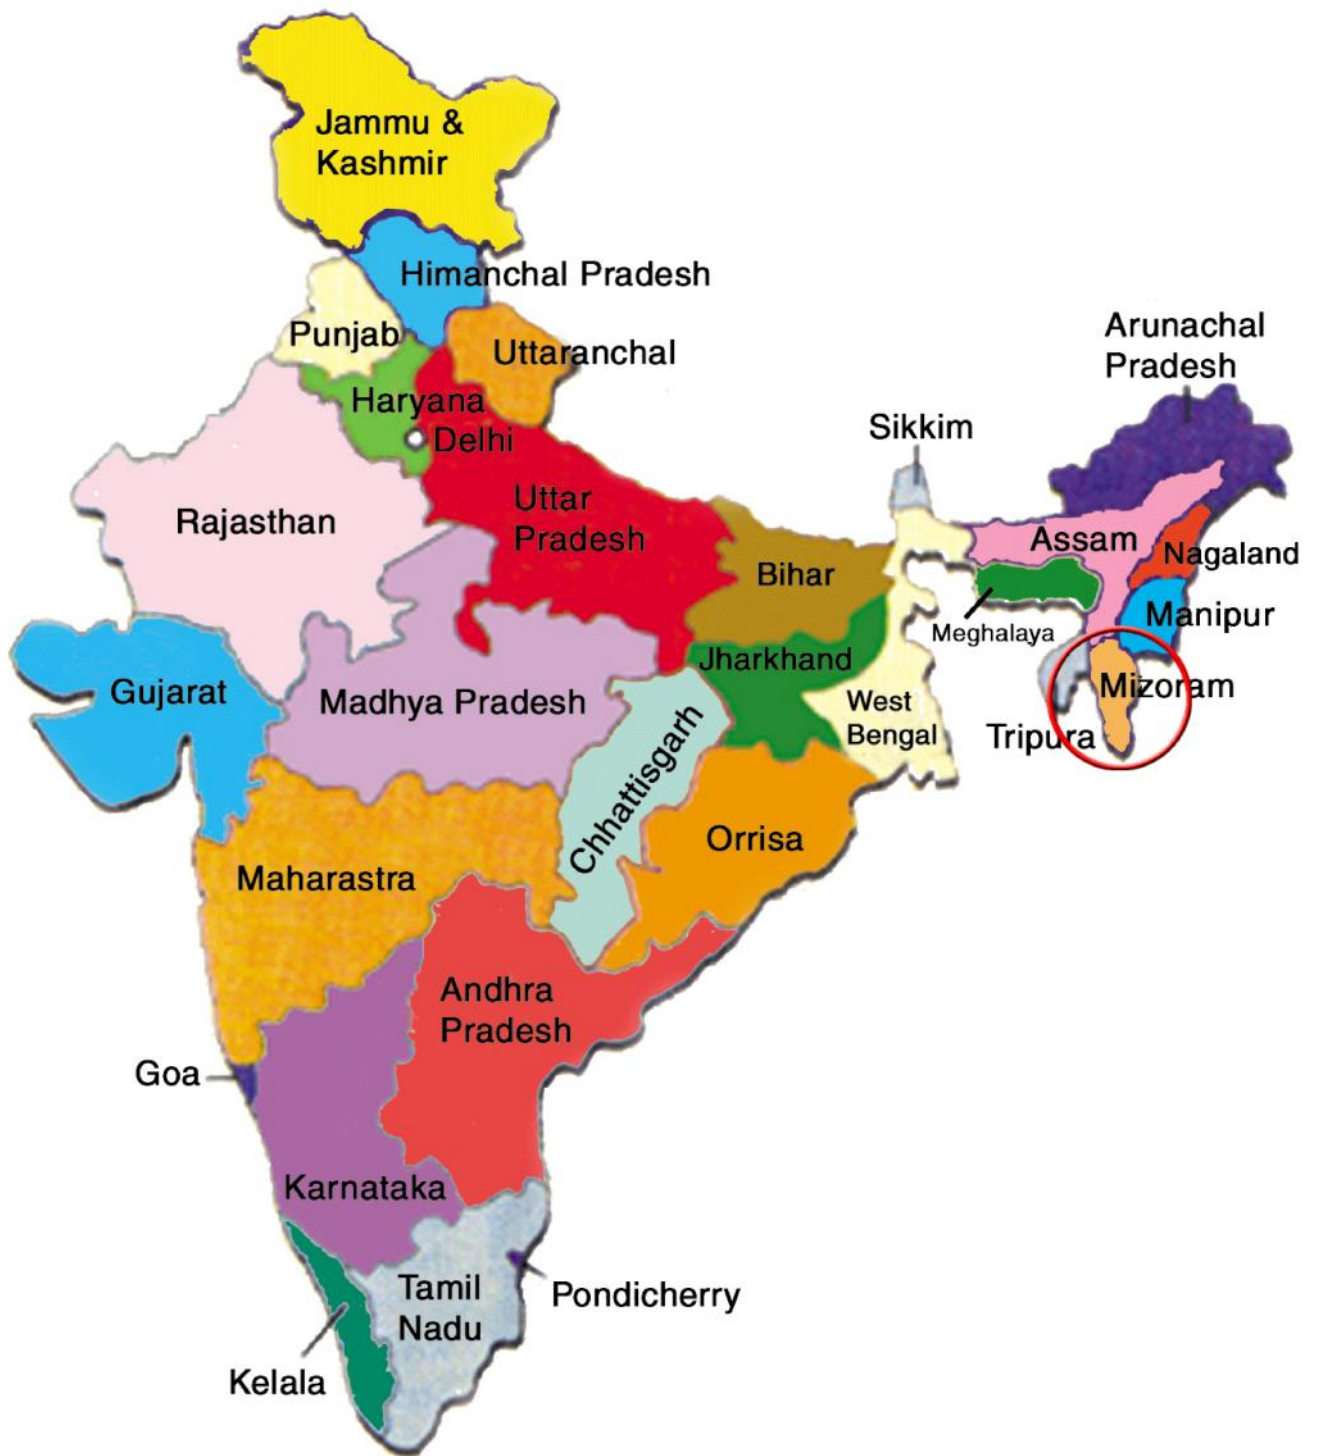 Jammu &
Kashmir
Himanchal Pradesh
Punjab
Uttaranchal
Arunachal
Pradesh
Haryana
Delhi
Sikkim
Rajasthan
Uttar
Pradesh
Assam
Nagaland
Bihar
Manipur
Meghalaya
Jharkhand
Gujarat
Madhya Pradesh
Mizoram
West
Bengal
Tripura
Chhattisgarh
Orrisa
Maharastra
Andhra
Pradesh
Goa
Karnataka
Tamil
Nadu
Pondicherry
Kelala